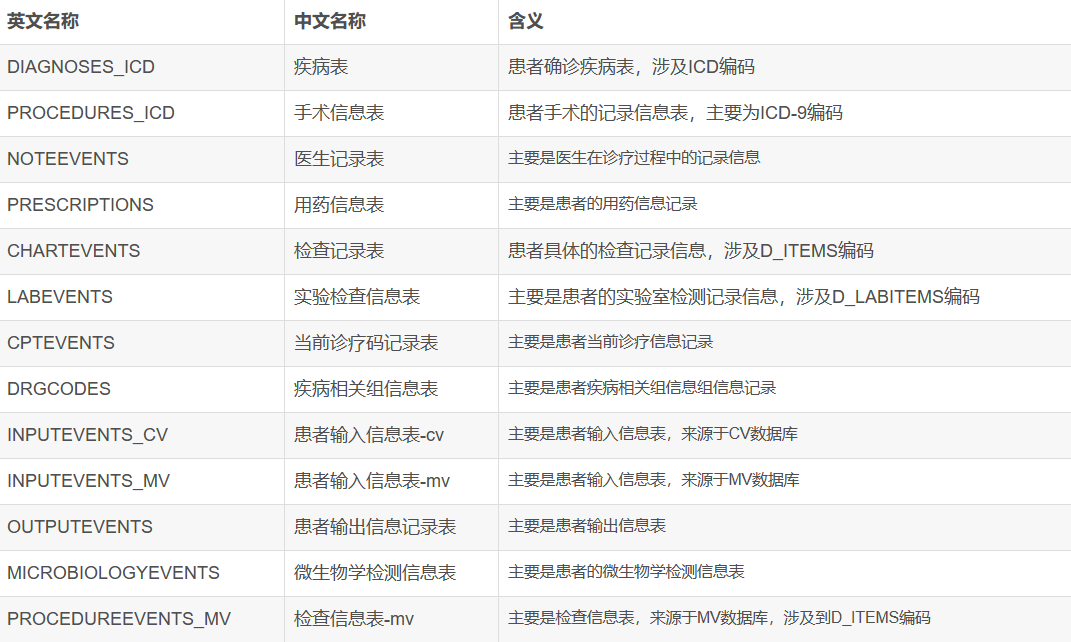 英文名称 中文名称 含义
DIAGNOSES_ICD 疾病表 患者确诊疾病表，涉及ICD编码
PROCEDURES_ICD 手术信息表 患者手术的记录信息表，主要为ICD-9编码
NOTEEVENTS 医生记录表 主要是医生在诊疗过程中的记录信息
PRESCRIPTIONS 用药信息表 主要是患者的用药信息记录
CHARTEVENTS 检查记录表 患者具体的检查记录信息，涉及D_ITEMS编码
LABEVENTS 实验检查信息表 主要是患者的实验室检测记录信息，涉及D_LABITEMS编码
CPTEVENTS 当前诊疗码记录表 主要是患者当前诊疗信息记录
DRGCODES 疾病相关组信息表 主要是患者疾病相关组信息组信息记录
INPUTEVENTS_CV 患者输入信息表-cv 主要是患者输入信息表，来源于CV数据库
INPUTEVENTS_MV 患者输入信息表-mv 主要是患者输入信息表，来源于MV数据库
OUTPUTEVENTS 患者输出信息记录表 主要是患者输出信息表
MICROBIOLOGYEVENTS 微生物学检测信息表 主要是患者的微生物学检测信息表
PROCEDUREEVENTS_MV 检查信息表-mv 主要是检查信息表，来源于MV数据库，涉及到D_ITEMS编码